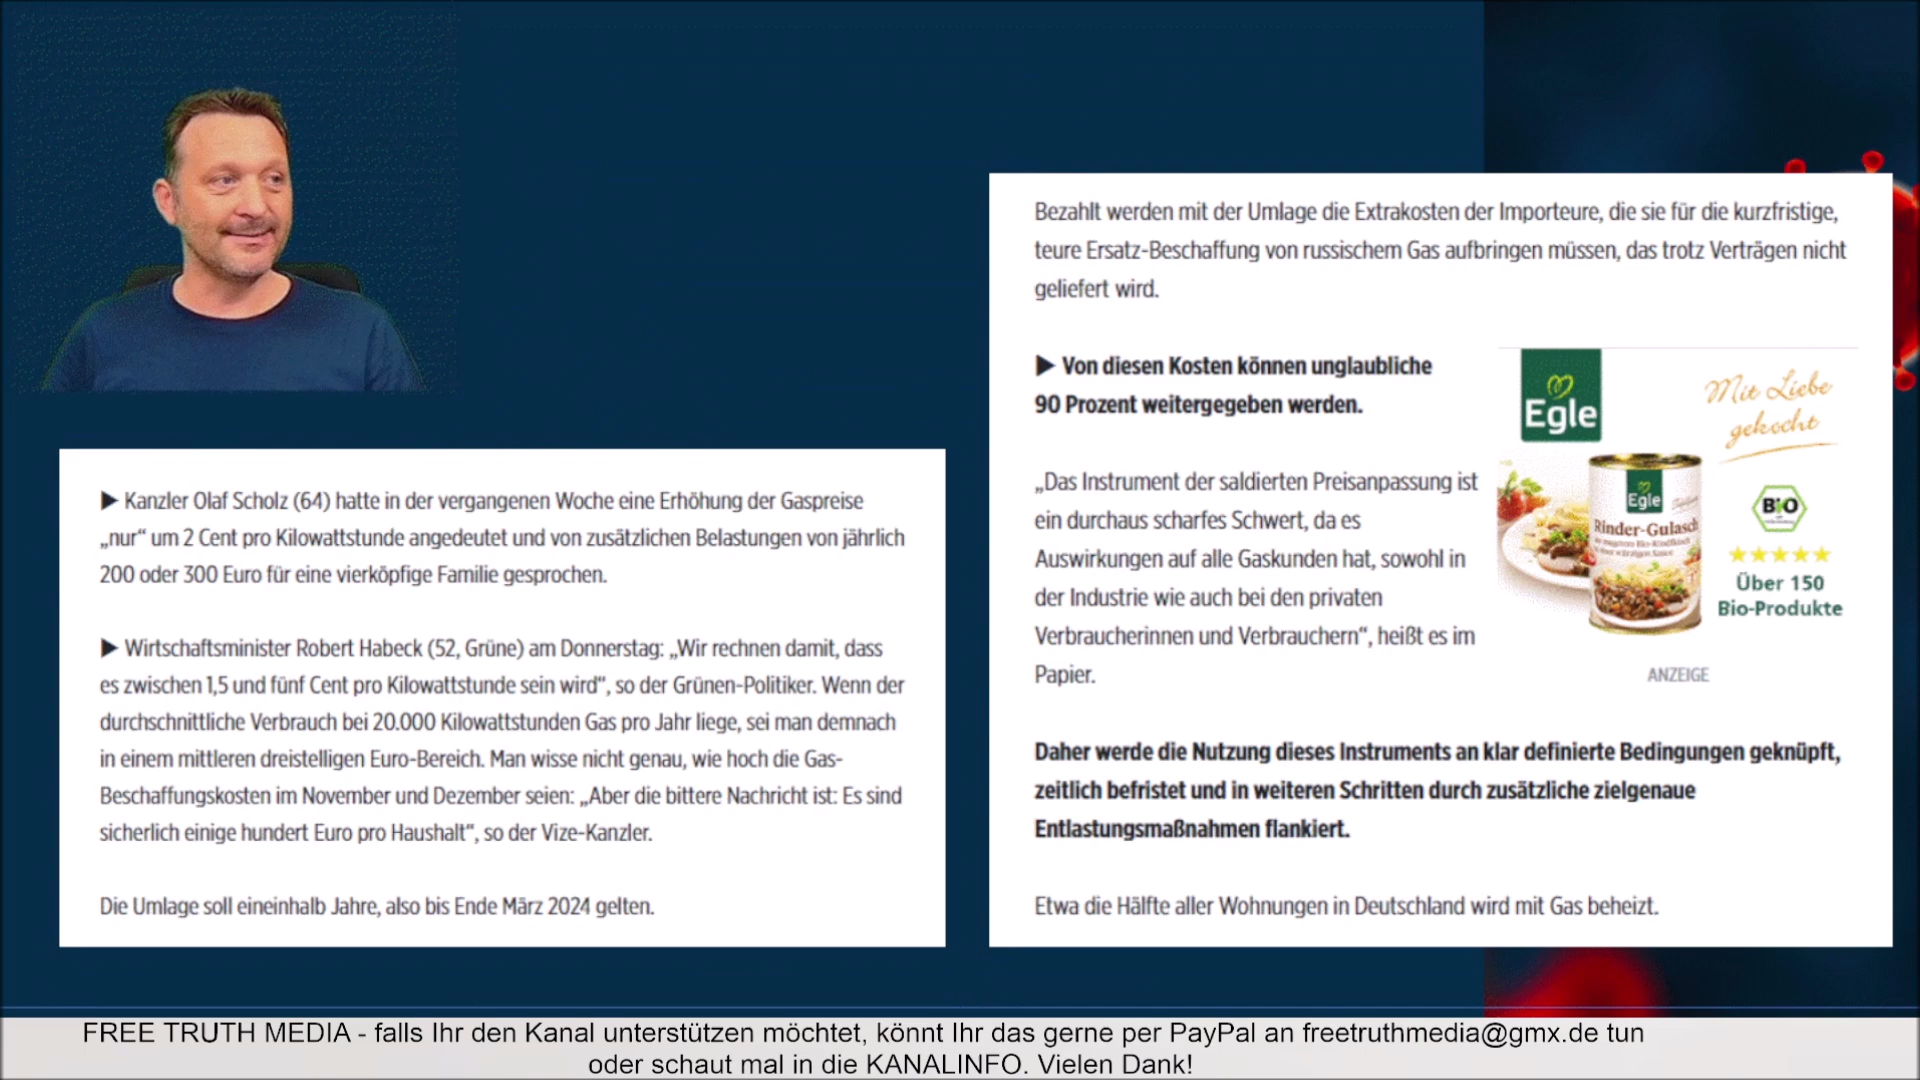 ▶ Kanzler Olaf Scholz (64) hatte in der vergangenen Woche eine Erhöhung der Gaspreise
„nur“ um 2 Cent pro Kilowattstunde angedeutet und von zusätzlichen Belastungen von jährlich
200 oder 300 Euro für eine vierköpfige Familie gesprochen.
▶ Wirtschaftsminister Robert Habeck (52, Grüne) am Donnerstag: „Wir rechnen damit, dass
es zwischen 1,5 und fünf Cent pro Kilowattstunde sein wird“, so der Grünen-Politiker. Wenn der
durchschnittliche Verbrauch bei 20.000 Kilowattstunden Gas pro Jahr liege, sei man demnach
in einem mittleren dreistelligen Euro-Bereich. Man wisse nicht genau, wie hoch die Gas-
Beschaffungskosten im November und Dezember seien: „Aber die bittere Nachricht ist: Es sind
sicherlich einige hundert Euro pro Haushalt“, so der Vize-Kanzler.
Die Umlage soll eineinhalb Jahre, also bis Ende März 2024 gelten.
Bezahlt werden mit der Umlage die Extrakosten der Importeure, die sie für die kurzfristige,
teure Ersatz-Beschaffung von russischem Gas aufbringen müssen, das trotz Verträgen nicht
geliefert wird.
▶ Von diesen Kosten können unglaubliche
90 Prozent weitergegeben werden.
„Das Instrument der saldierten Preisanpassung ist
ein durchaus scharfes Schwert, da es
Auswirkungen auf alle Gaskunden hat, sowohl in
der Industrie wie auch bei den privaten
Verbraucherinnen und Verbrauchern“, heißt es im
Papier.
Egle
Mit Liebe
gekocht
Egle
Rinder-Gulasch
BIO
Über 150
Bio-Produkte
ANZEIGE
Daher werde die Nutzung dieses Instruments an klar definierte Bedingungen geknüpft,
zeitlich befristet und in weiteren Schritten durch zusätzliche zielgenaue
Entlastungsmaßnahmen flankiert.
Etwa die Hälfte aller Wohnungen in Deutschland wird mit Gas beheizt.
FREE TRUTH MEDIA - falls Ihr den Kanal unterstützen möchtet, könnt Ihr das gerne per PayPal an freetruthmedia@gmx.de tun
oder schaut mal in die KANALINFO. Vielen Dank!